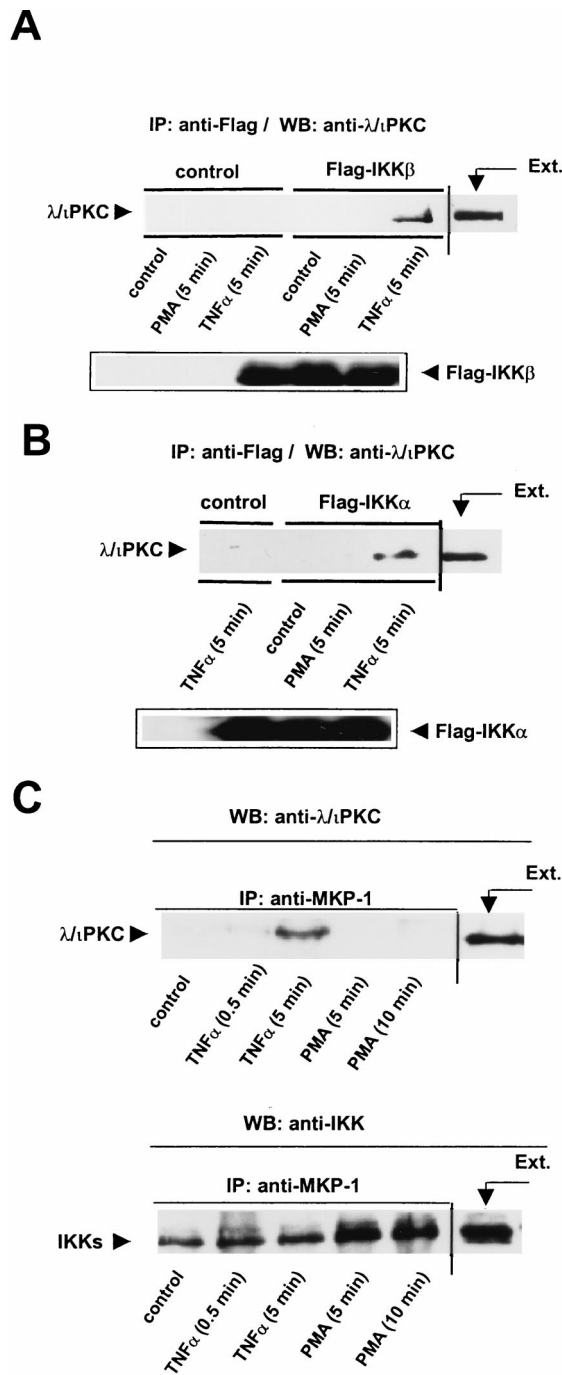 A
IP: anti-Flag / WB: anti-λ/ιPKC
control Flag-IKKβ Ext.
λ/ιPKC
control PMA (5 min) TNFα (5 min) control PMA (5 min) TNFα (5 min)
Flag-IKKβ
B
IP: anti-Flag / WB: anti-λ/ιPKC
control Flag-IKKα Ext.
λ/ιPKC
TNFα (5 min) control PMA (5 min) TNFα (5 min)
Flag-IKKα
C
WB: anti-λ/ιPKC
Ext.
IP: anti-MKP-1
λ/ιPKC
control TNFα (0.5 min) TNFα (5 min) PMA (5 min) PMA (10 min)
WB: anti-IKK
Ext.
IP: anti-MKP-1
IKKs
control TNFα (0.5 min) TNFα (5 min) PMA (5 min) PMA (10 min)